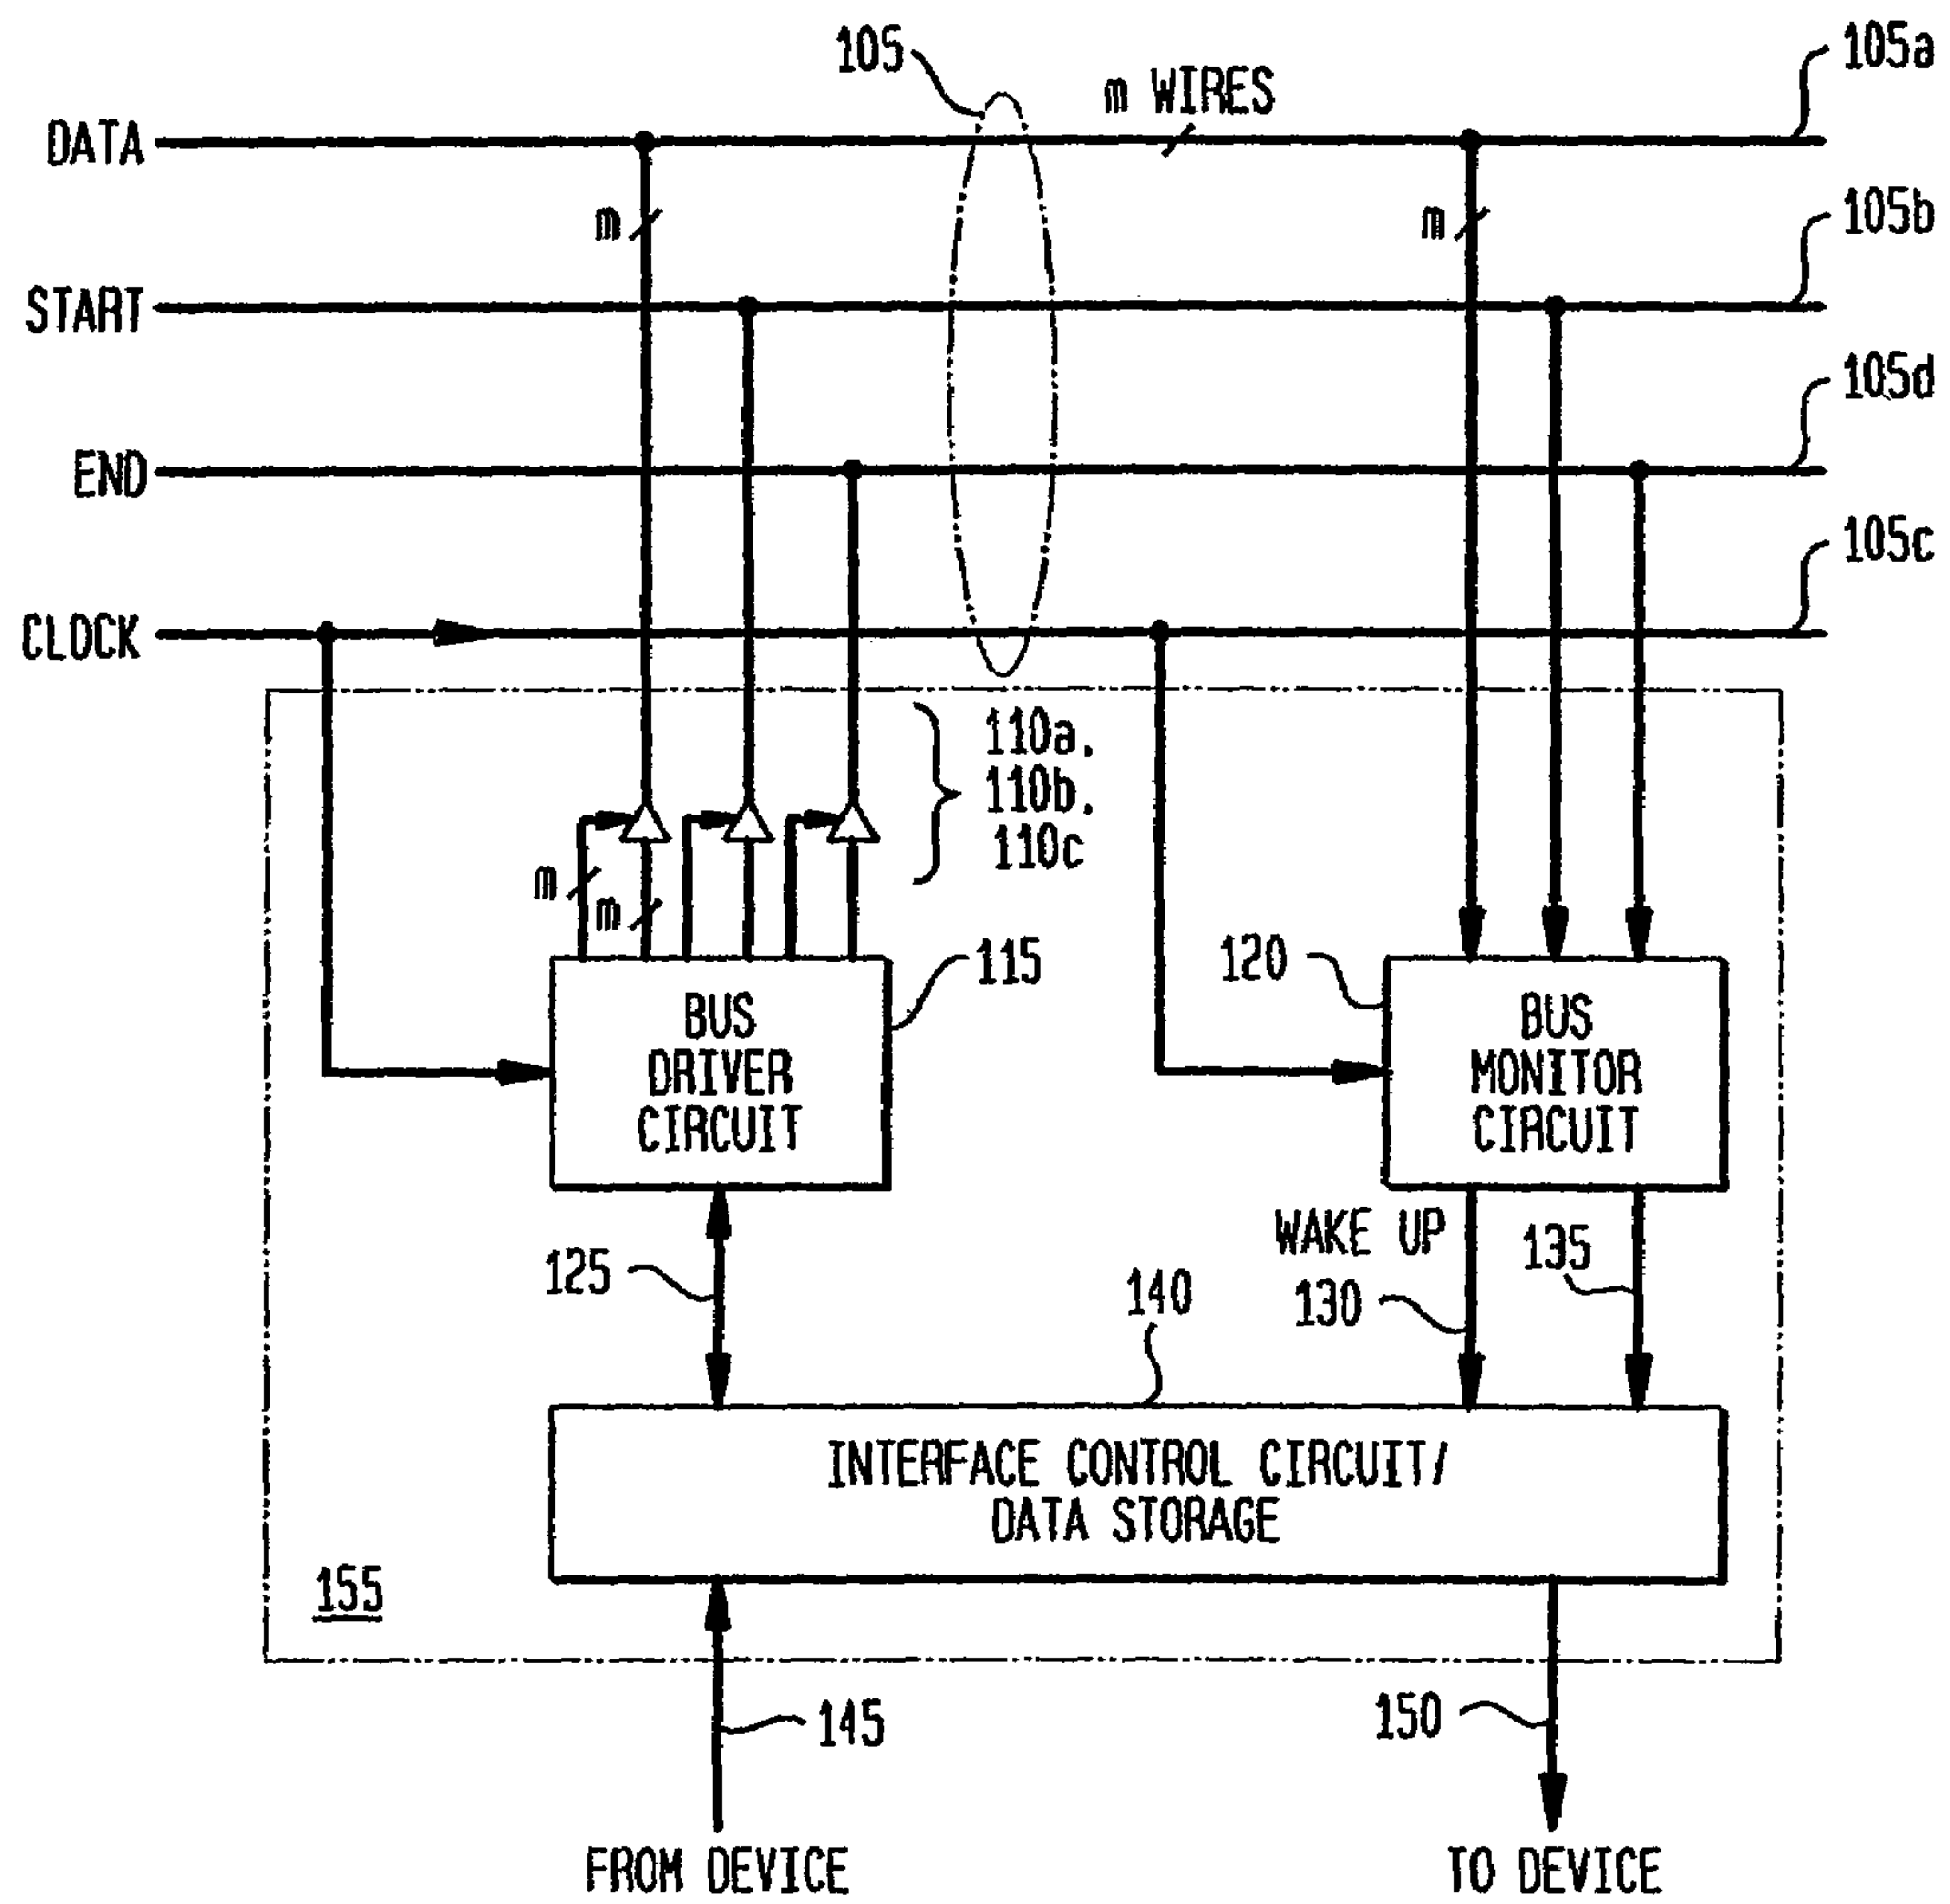 105
m WIRES
105a
DATA
m
m
105b
START
105d
END
105c
CLOCK
110a.
110b.
110c
m
m
115
120
BUS
DRIVER
CIRCUIT
BUS
MONITOR
CIRCUIT
WAKE UP
135
125
140
130
INTERFACE CONTROL CIRCUIT/
DATA STORAGE
155
145
150
FROM DEVICE
TO DEVICE